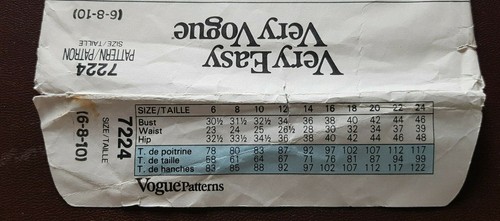 (6-8-10)
7224
PATTERN/PATRON
SIZE/TAILLE
Very Easy
Very Vogue
7224
SIZE/TAILLE
(6-8-10)
SIZE/TAILLE 6 8 10 12 14 16 18 20 22 24
Bust 30½ 31½ 32½ 34 36 38 40 42 44 46
Waist 23 24 25 26½ 28 30 32 34 37 39
Hip 32½ 33½ 34½ 36 38 40 42 44 46 48
T. de poitrine 78 80 83 87 92 97 102 107 112 117
T. de taille 58 61 64 67 71 76 81 87 94 99
T. de hanches 83 85 88 92 97 102 107 112 117 122
Vogue Patterns